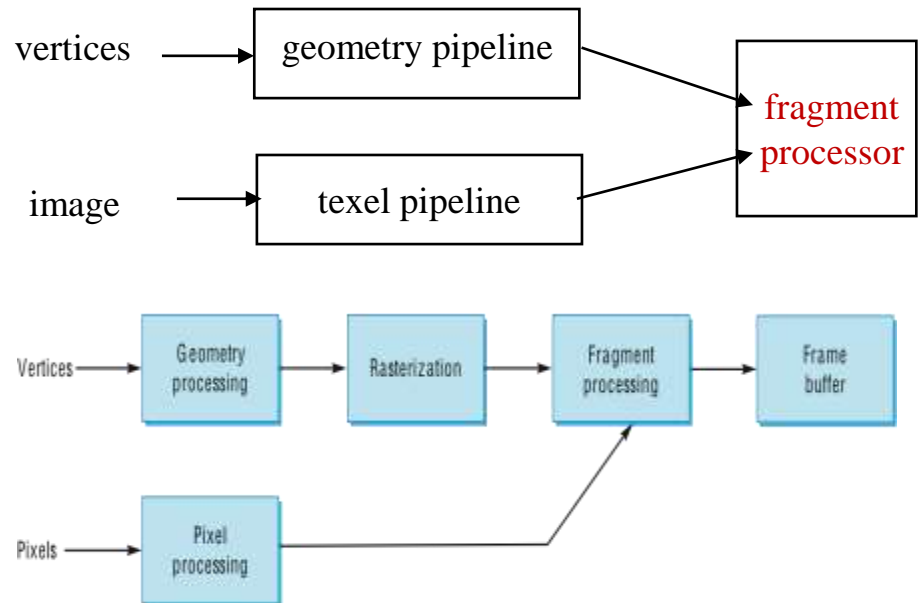 vertices
geometry pipeline
fragment
processor
image
texel pipeline
Vertices
Geometry
processing
Rasterization
Fragment
processing
Frame
buffer
Pixels
Pixel
processing